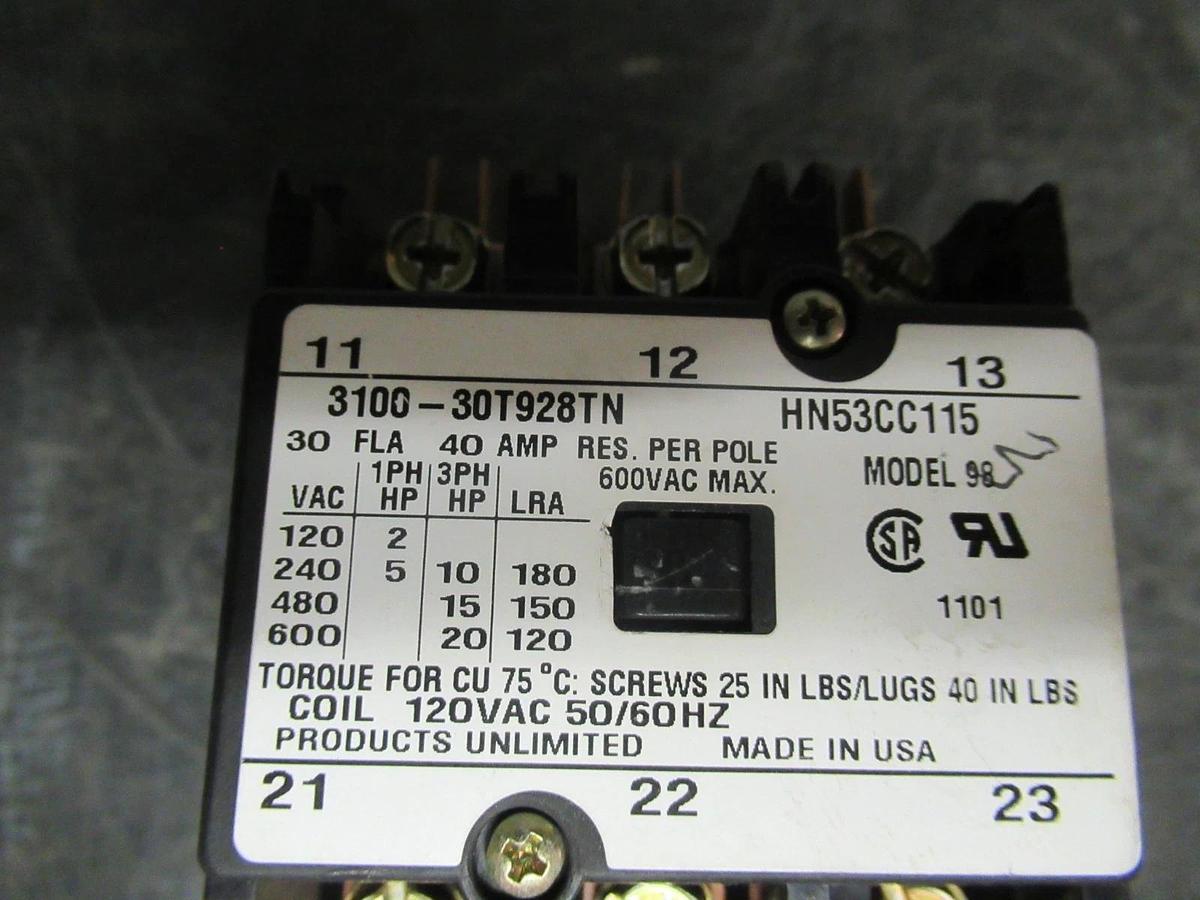 11 12 13
3100-30T928TN HN53CC115
30 FLA 40 AMP RES. PER POLE
600VAC MAX.
MODEL 98
1PH 3PH
VAC HP HP LRA
120 2
240 5 10 180
480 15 150
600 20 120
SA
RU
1101
TORQUE FOR CU 75 °C: SCREWS 25 IN LBS/LUGS 40 IN LBS
COIL 120VAC 50/60HZ
PRODUCTS UNLIMITED MADE IN USA
21 22 23